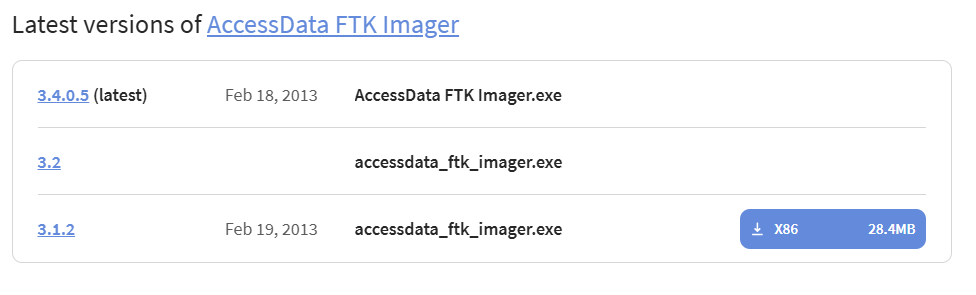 Latest versions of AccessData FTK Imager
3.4.0.5 (latest) Feb 18, 2013 AccessData FTK Imager.exe
3.2 accessdata_ftk_imager.exe
3.1.2 Feb 19, 2013 accessdata_ftk_imager.exe X86 28.4MB